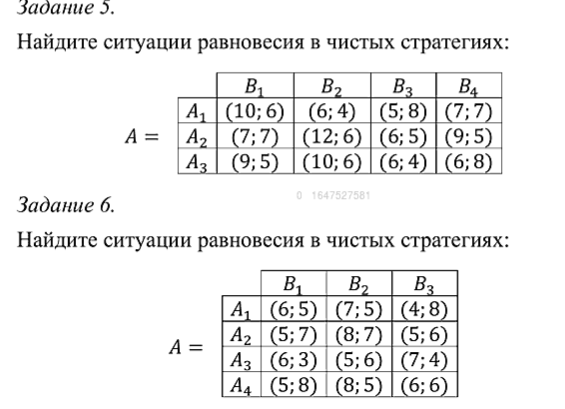 Задание 5.
Найдите ситуации равновесия в чистых стратегиях:
B₁ B₂ B₃ B₄
A₁ (10; 6) (6; 4) (5; 8) (7; 7)
A = A₂ (7; 7) (12; 6) (6; 5) (9; 5)
A₃ (9; 5) (10; 6) (6; 4) (6; 8)
0 1647527581
Задание 6.
Найдите ситуации равновесия в чистых стратегиях:
B₁ B₂ B₃
A₁ (6; 5) (7; 5) (4; 8)
A₂ (5; 7) (8; 7) (5; 6)
A =
A₃ (6; 3) (5; 6) (7; 4)
A₄ (5; 8) (8; 5) (6; 6)